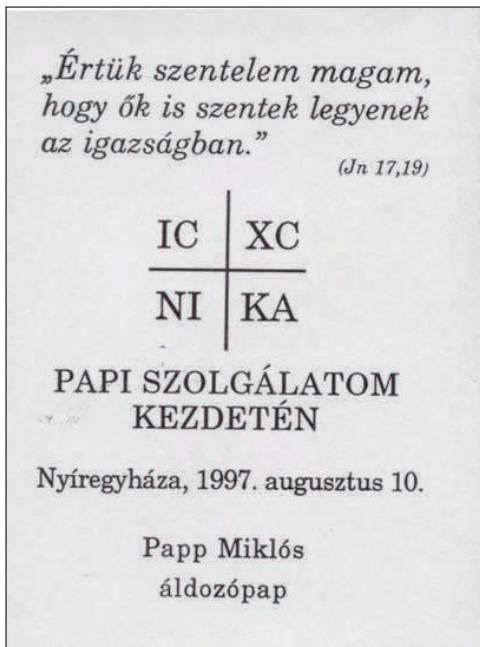 „Értük szentelem magam,
hogy ők is szentek legyenek
az igazságban.”
(Jn 17,19)
IC XC
NI KA
PAPI SZOLGÁLATOM
KEZDETÉN
Nyíregyháza, 1997. augusztus 10.
Papp Miklós
áldozópap